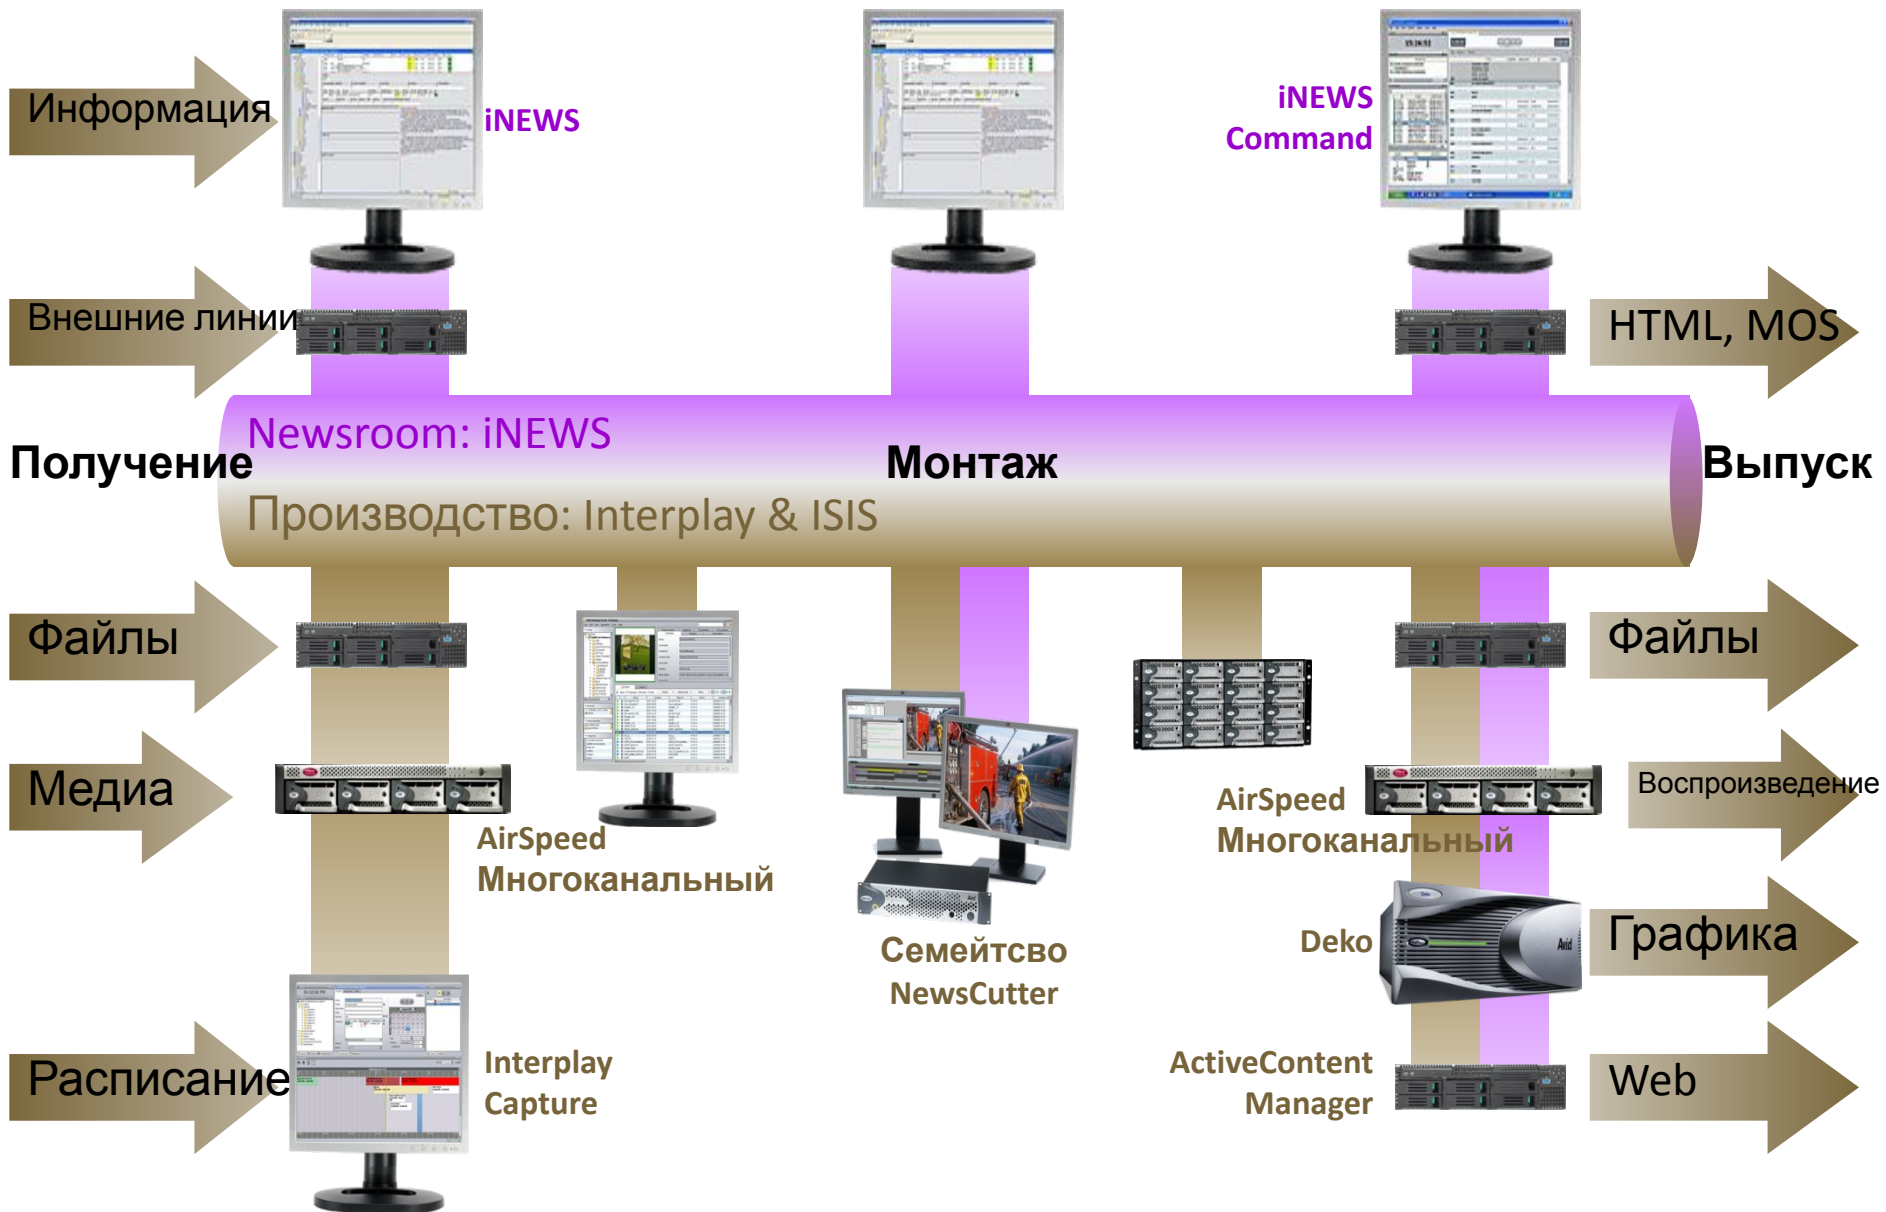 Информация
iNEWS
iNEWS
Command
Внешние линии
HTML, MOS
Newsroom: iNEWS
Получение
Монтаж
Выпуск
Производство: Interplay & ISIS
Файлы
Файлы
Медиа
AirSpeed
Многоканальный
AirSpeed
Многоканальный
Воспроизведение
Семейтсво
NewsCutter
Deko
Avid
Графика
Расписание
Interplay
Capture
ActiveContent
Manager
Web